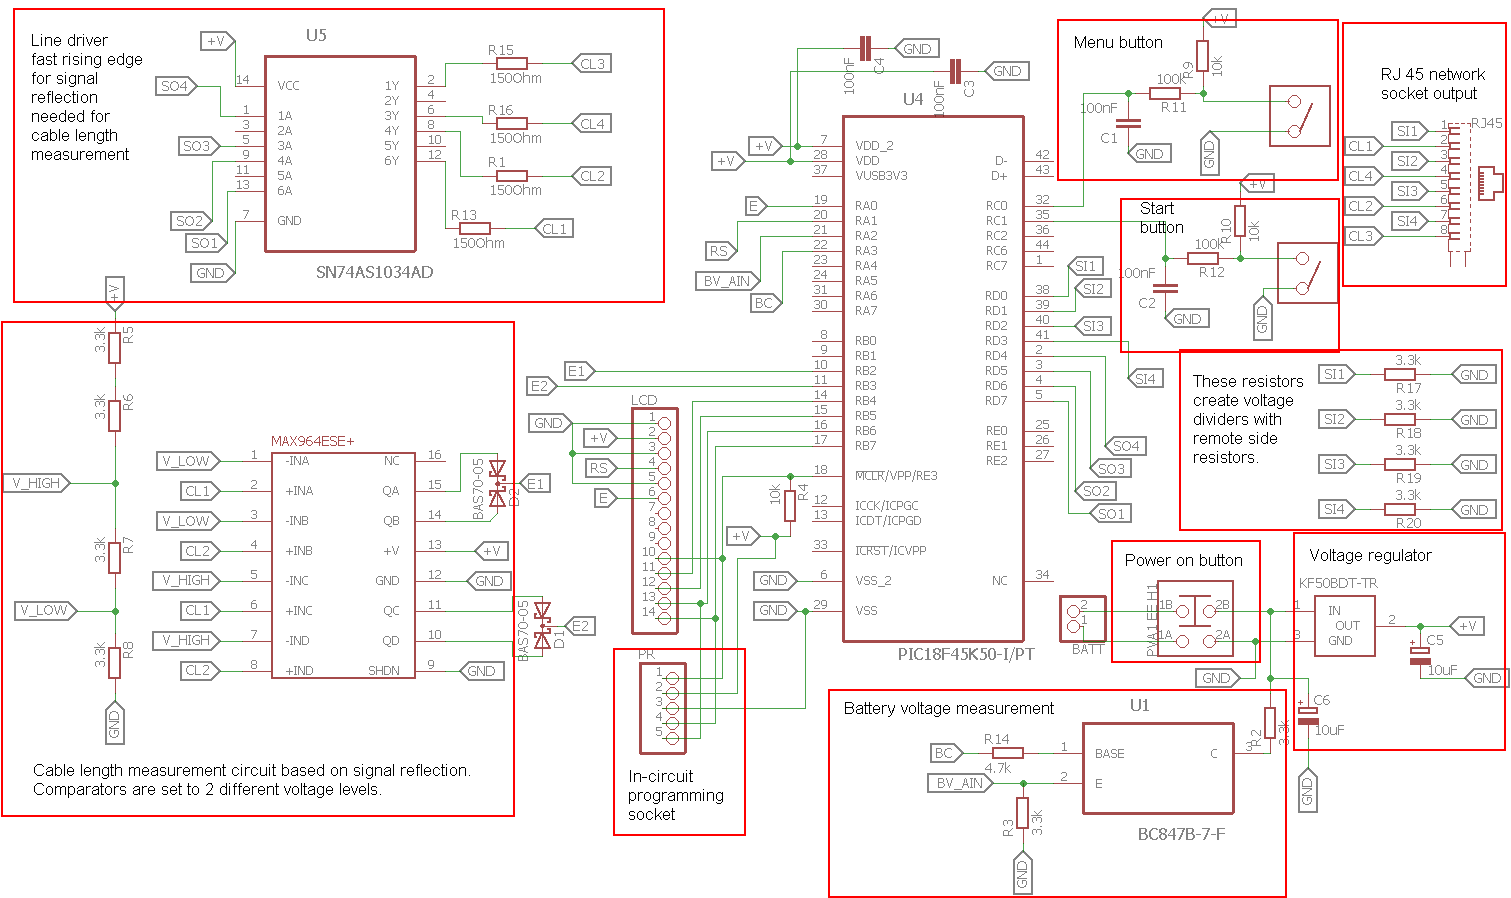 Line driver
fast rising edge
for signal
reflection
needed for
cable length
measurement
U5
+V
SO4
SO3
SO2
SO1
GND
14 VCC
1 1A
3 2A
5 3A
9 4A
11 5A
13 6A
7 GND
1Y 2
2Y 4
3Y 6
4Y 8
5Y 10
6Y 12
SN74AS1034AD
R15
150Ohm
CL3
R16
150Ohm
CL4
R1
150Ohm
CL2
R13
150Ohm
CL1
+V
R5
3.3k
R6
3.3k
V_HIGH
R7
3.3k
V_LOW
R8
3.3k
GND
MAX964ESE+
V_LOW 1 -INA
CL1 2 +INA
V_LOW 3 -INB
CL2 4 +INB
V_HIGH 5 -INC
CL1 6 +INC
V_HIGH 7 -IND
CL2 8 +IND
NC 16
QA 15
QB 14
+V 13 +V
GND 12 GND
QC 11
QD 10
SHDN 9 GND
BAS70-05
D2
E1
BAS70-05
D1
E2
Cable length measurement circuit based on signal reflection.
Comparators are set to 2 different voltage levels.
100nF
C4
GND
100nF
C3
GND
U4
+V
+V
7 VDD_2
28 VDD
37 VUSB3V3
E 19 RA0
RS 20 RA1
BV_AIN 21 RA2
BC 22 RA3
23 RA4
24 RA5
31 RA6
30 RA7
8 RB0
9 RB1
E1 10 RB2
E2 11 RB3
14 RB4
15 RB5
16 RB6
17 RB7
18 MCLR/VPP/RE3
12 ICCK/ICPGC
13 ICDT/ICPGD
33 ICRST/ICVPP
GND 6 VSS_2
GND 29 VSS
D- 42
D+ 43
RC0 32
RC1 35
RC2 36
RC6 44
RC7 1
RD0 38 SI1
RD1 39 SI2
RD2 40 SI3
RD3 41 SI4
RD4 2 SO4
RD5 3 SO3
RD6 4 SO2
RD7 5 SO1
RE0 25
RE1 26
RE2 27
NC 34
PIC18F45K50-I/PT
10k
R4
+V
LCD
GND
+V
RS
E
1
2
3
4
5
6
7
8
9
10
11
12
13
14
PR
1
2
3
4
5
In-circuit
programming
socket
Menu button
+V
R9
10k
100k
R11
100nF
C1
GND
GND
Start
button
+V
R10
10k
100k
R12
100nF
C2
GND
GND
RJ 45 network
socket output
RJ45
SI1 1
CL1 2
SI2 3
CL4 4
SI3 5
CL2 6
SI4 7
CL3 8
These resistors
create voltage
dividers with
remote side
resistors.
SI1 3.3k R17 GND
SI2 3.3k R18 GND
SI3 3.3k R19 GND
SI4 3.3k R20 GND
Power on button
2
1
BATT
PVA1 EE H1
1B
2B
1A
2A
GND
Voltage regulator
KF50BDT-TR
1 IN
OUT 2
3 GND
+V
C5
10uF
GND
C6
10uF
GND
Battery voltage measurement
U1
BC
R14
4.7k
1 BASE
BV_AIN
2 E
C 3
R2
3.3k
R3
3.3k
GND
BC847B-7-F